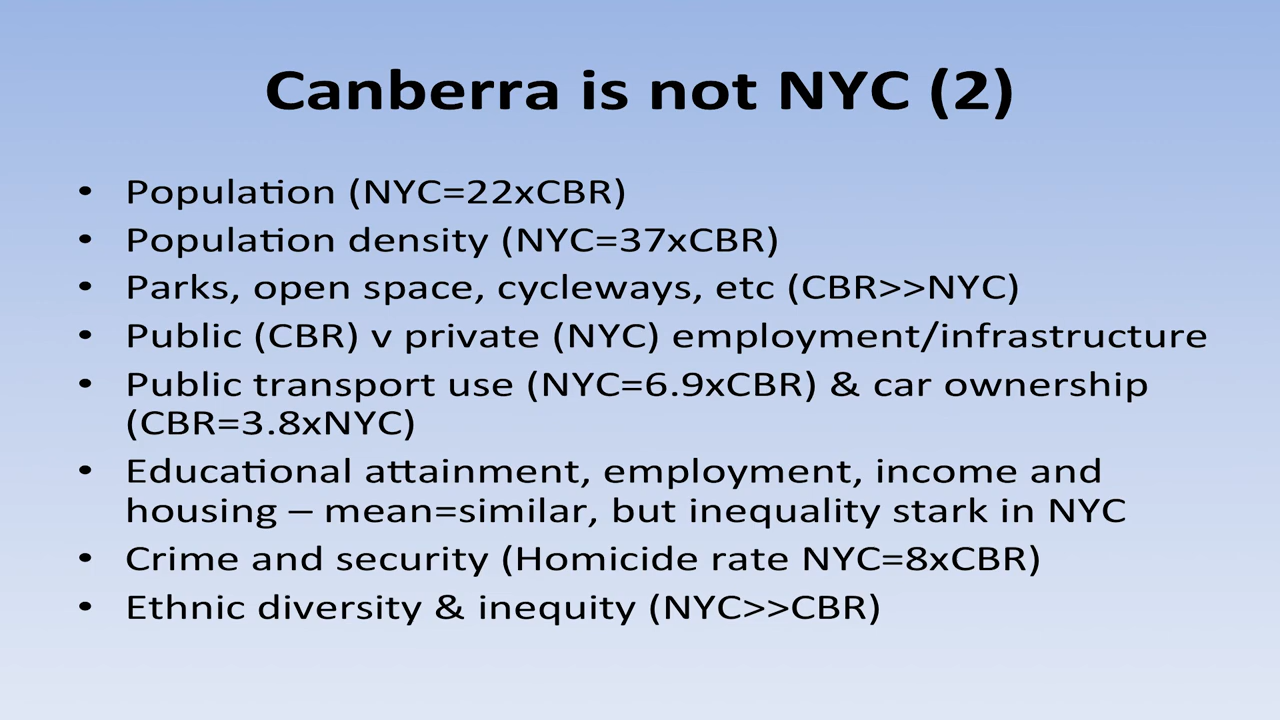 Canberra is not NYC (2)
• Population (NYC=22xCBR)
• Population density (NYC=37xCBR)
• Parks, open space, cycleways, etc (CBR>>NYC)
• Public (CBR) v private (NYC) employment/infrastructure
• Public transport use (NYC=6.9xCBR) & car ownership
(CBR=3.8xNYC)
• Educational attainment, employment, income and
housing – mean=similar, but inequality stark in NYC
• Crime and security (Homicide rate NYC=8xCBR)
• Ethnic diversity & inequity (NYC>>CBR)